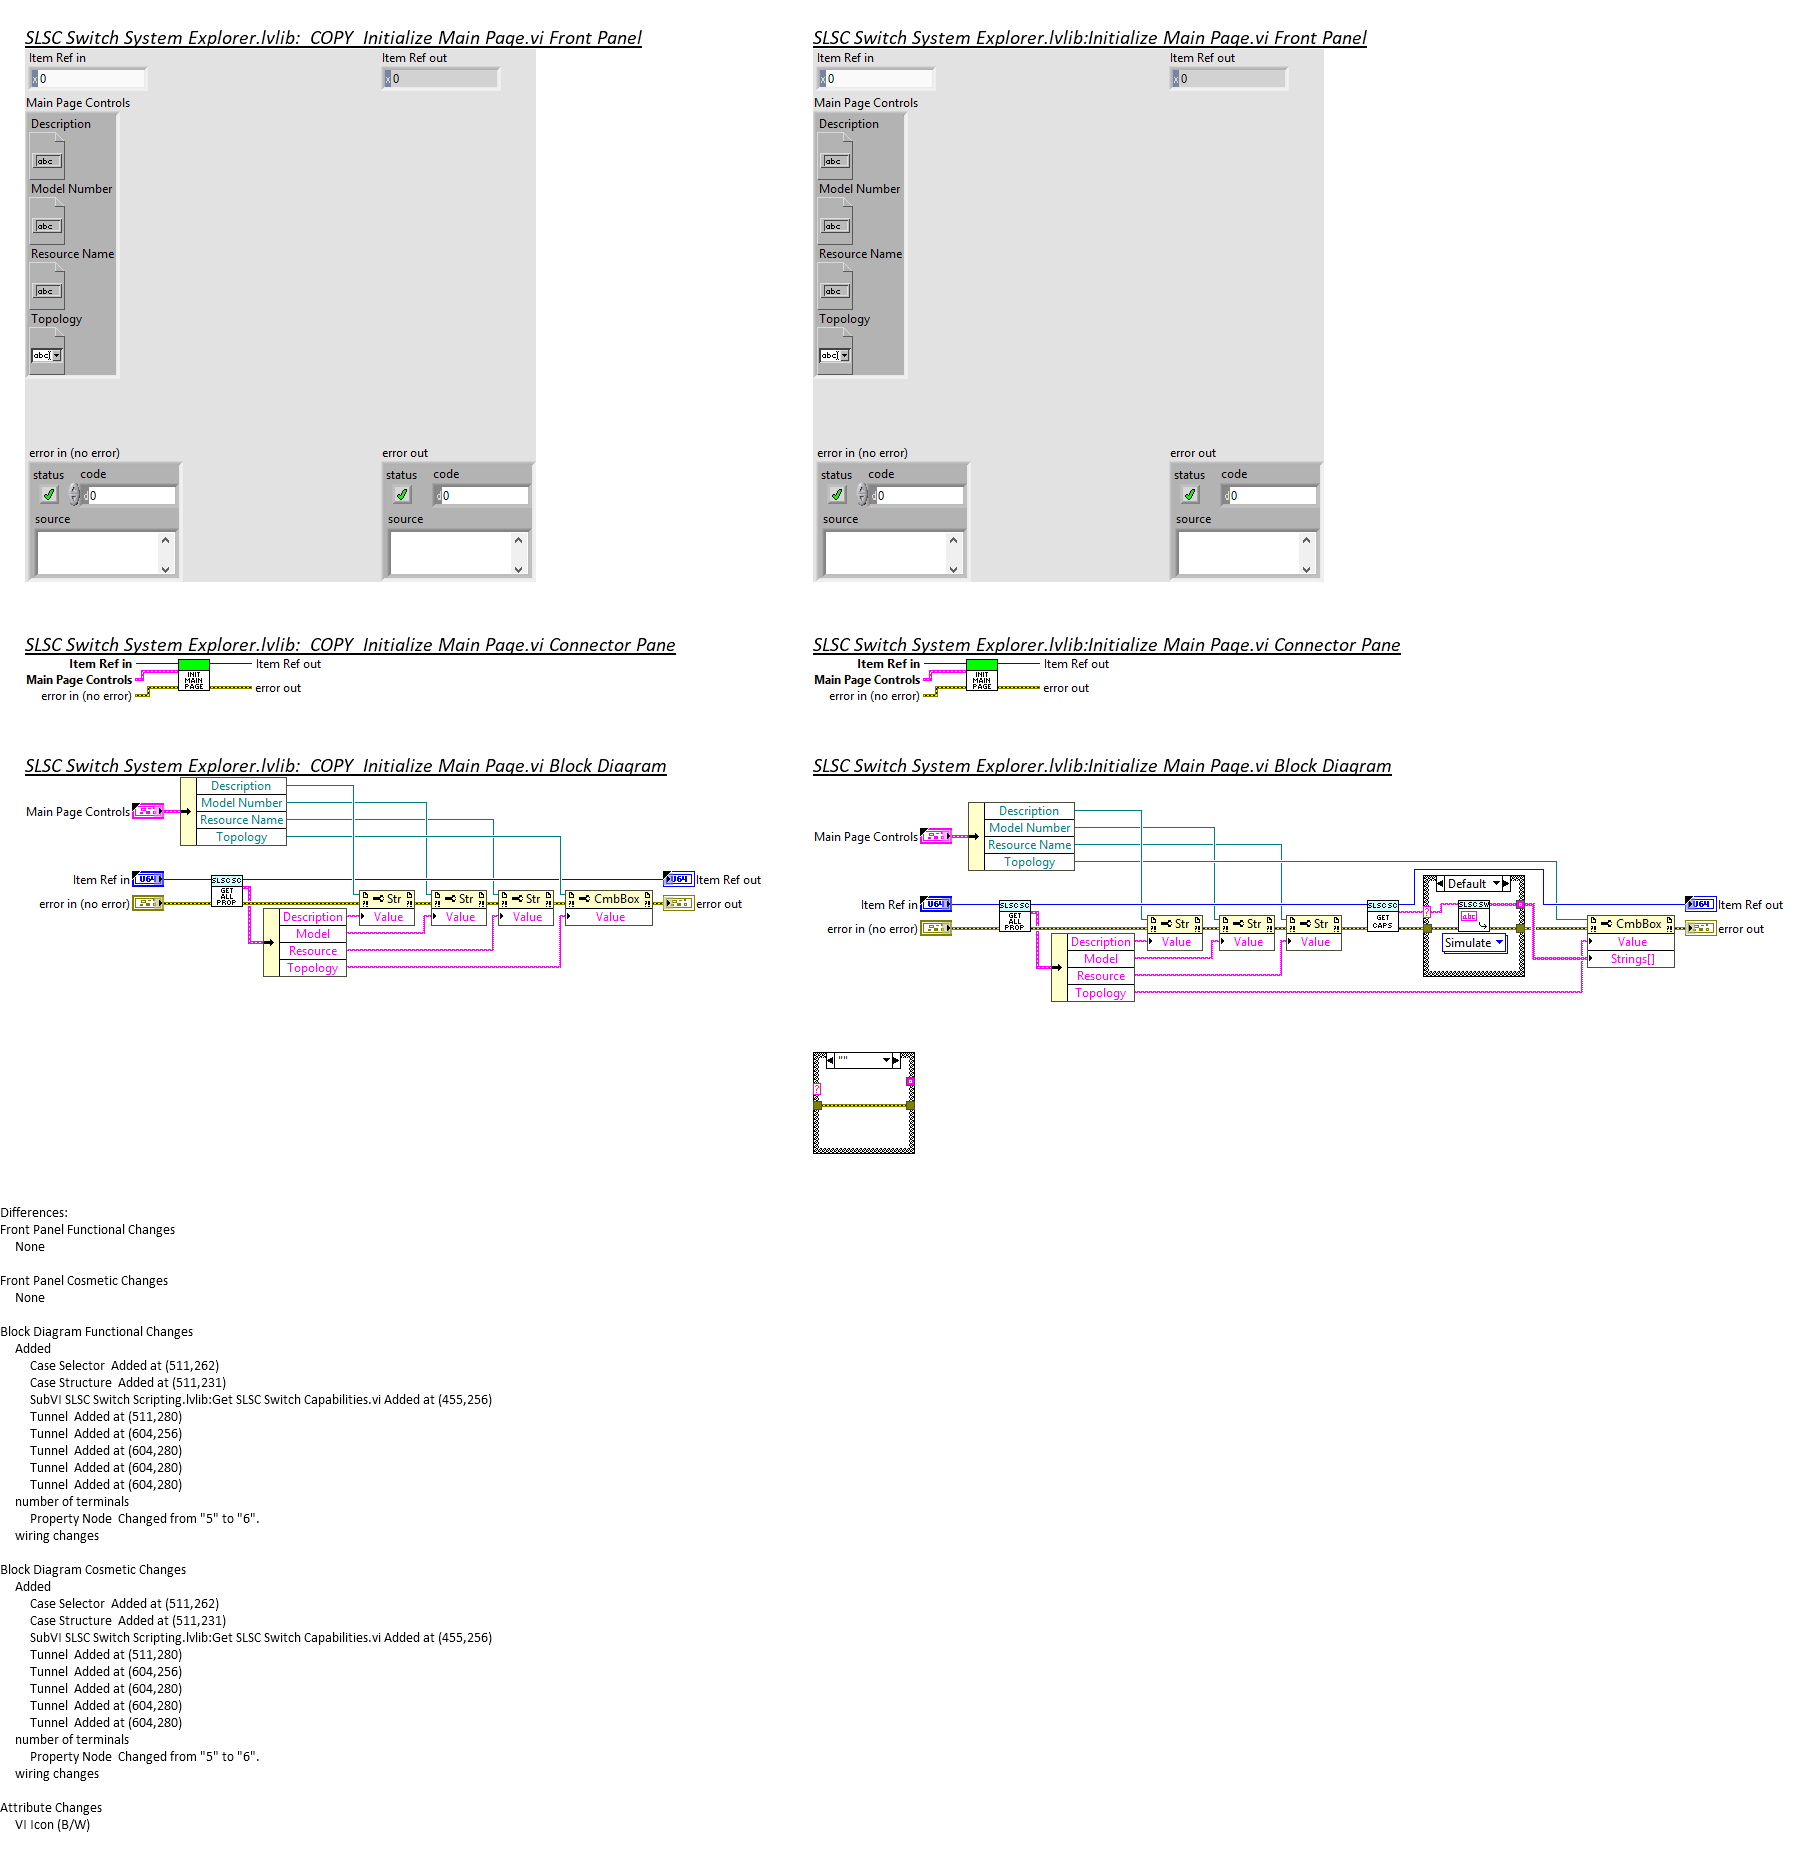 SLSC Switch System Explorer.lvlib:  COPY  Initialize Main Page.vi Front Panel
Item Ref in
Item Ref out
x 0
x 0
Main Page Controls
Description
abc
Model Number
abc
Resource Name
abc
Topology
abc
error in (no error)
error out
status code
status code
d 0
d 0
source
source
SLSC Switch System Explorer.lvlib:Initialize Main Page.vi Front Panel
Item Ref in
Item Ref out
x 0
x 0
Main Page Controls
Description
abc
Model Number
abc
Resource Name
abc
Topology
abc
error in (no error)
error out
status code
status code
d 0
d 0
source
source
SLSC Switch System Explorer.lvlib:  COPY  Initialize Main Page.vi Connector Pane
Item Ref in
Item Ref out
Main Page Controls
INIT
MAIN
PAGE
error in (no error)
error out
SLSC Switch System Explorer.lvlib:Initialize Main Page.vi Connector Pane
Item Ref in
Item Ref out
Main Page Controls
INIT
MAIN
PAGE
error in (no error)
error out
SLSC Switch System Explorer.lvlib:  COPY  Initialize Main Page.vi Block Diagram
Description
Main Page Controls
Model Number
Resource Name
Topology
Item Ref in
U64
SLSC SC
GET
ALL
PROP
U64
Item Ref out
error in (no error)
Str
Str
Str
CmbBox
error out
Value
Value
Value
Value
Description
Model
Resource
Topology
SLSC Switch System Explorer.lvlib:Initialize Main Page.vi Block Diagram
Description
Main Page Controls
Model Number
Resource Name
Topology
Default
Item Ref in
U64
SLSC SC
GET
ALL
PROP
SLSC SC
GET
CAPS
?
SLSC SW
abc
U64
Item Ref out
error in (no error)
Str
Str
Str
CmbBox
error out
Value
Value
Value
Simulate
Value
Strings[]
Description
Model
Resource
Topology
""
?
Differences:
Front Panel Functional Changes
None
Front Panel Cosmetic Changes
None
Block Diagram Functional Changes
Added
Case Selector  Added at (511,262)
Case Structure  Added at (511,231)
SubVI SLSC Switch Scripting.lvlib:Get SLSC Switch Capabilities.vi Added at (455,256)
Tunnel  Added at (511,280)
Tunnel  Added at (604,256)
Tunnel  Added at (604,280)
Tunnel  Added at (604,280)
Tunnel  Added at (604,280)
number of terminals
Property Node  Changed from "5" to "6".
wiring changes
Block Diagram Cosmetic Changes
Added
Case Selector  Added at (511,262)
Case Structure  Added at (511,231)
SubVI SLSC Switch Scripting.lvlib:Get SLSC Switch Capabilities.vi Added at (455,256)
Tunnel  Added at (511,280)
Tunnel  Added at (604,256)
Tunnel  Added at (604,280)
Tunnel  Added at (604,280)
Tunnel  Added at (604,280)
number of terminals
Property Node  Changed from "5" to "6".
wiring changes
Attribute Changes
VI Icon (B/W)